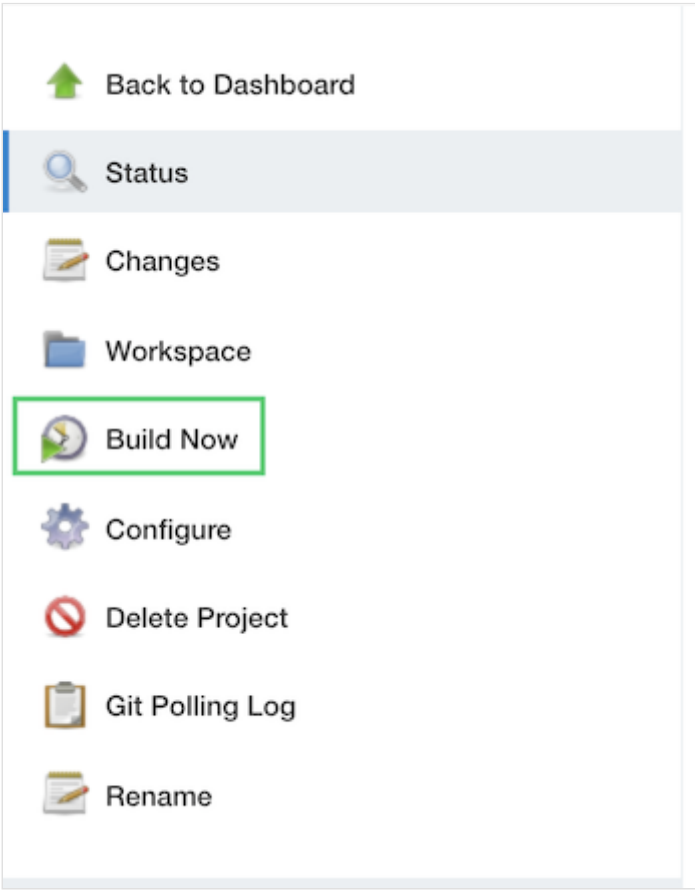 Back to Dashboard
Status
Changes
Workspace
Build Now
Configure
Delete Project
Git Polling Log
Rename